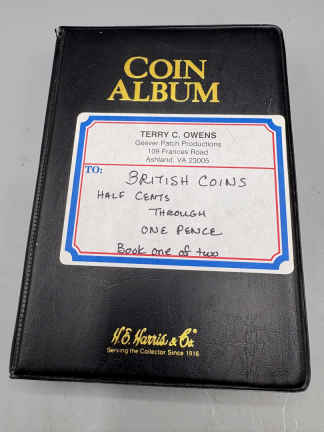 COIN
ALBUM
TERRY C. OWENS
Geever Patch Productions
109 Frances Road
Ashland, VA 23005
TO:
BRITISH COINS
HALF CENTS
THROUGH
ONE PENCE
Book one of two
H.E. Harris & Co.
Serving the Collector Since 1916